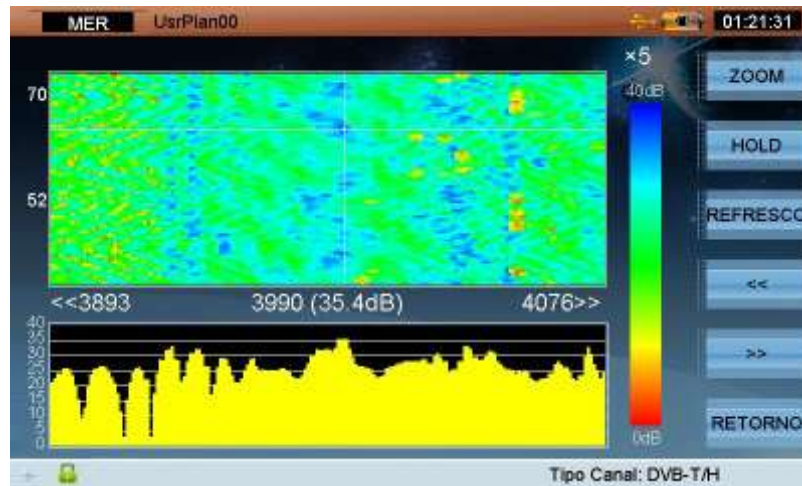 MER UsrPlan00 01:21:31
×5
ZOOM
70
40dB
HOLD
52
REFRESCO
<<
<<3893 3990 (35.4dB) 4076>>
40
35
30
25
20
15
10
5
0
>>
0dB
RETORNO
Tipo Canal: DVB-T/H